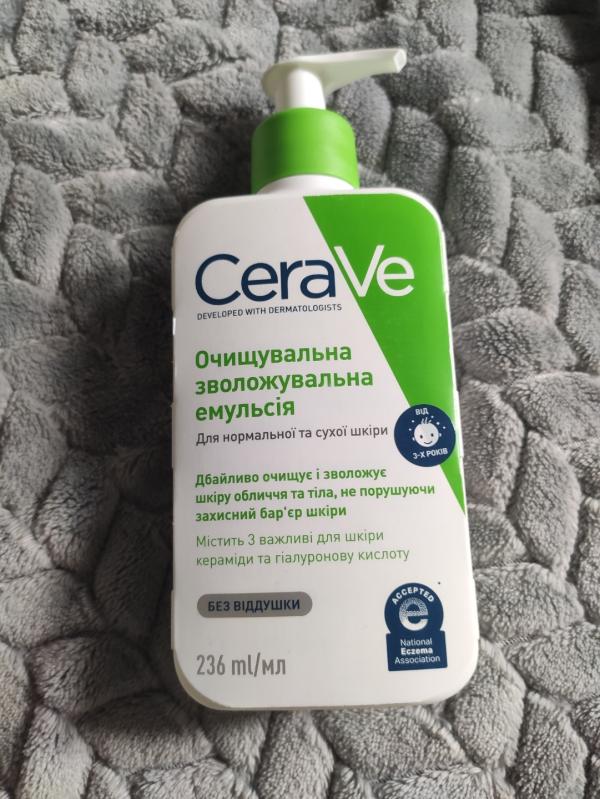 CeraVe
DEVELOPED WITH DERMATOLOGISTS
Очищувальна
зволожувальна
емульсія
Для нормальної та сухої шкіри
ВІД
3-Х РОКІВ
Дбайливо очищує і зволожує
шкіру обличчя та тіла, не порушуючи
захисний бар'єр шкіри
Містить 3 важливі для шкіри
кераміди та гіалуронову кислоту
БЕЗ ВІДДУШКИ
ACCEPTED
e
National
Eczema
Association
236 ml/мл